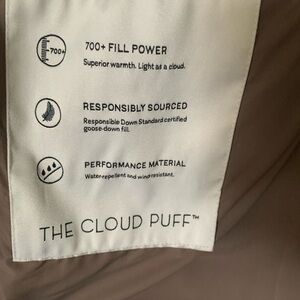 700+
700+ FILL POWER
Superior warmth. Light as a cloud.
RESPONSIBLY SOURCED
Responsible Down Standard certified
goose-down fill.
PERFORMANCE MATERIAL
Water-repellent and wind-resistant.
THE CLOUD PUFF™